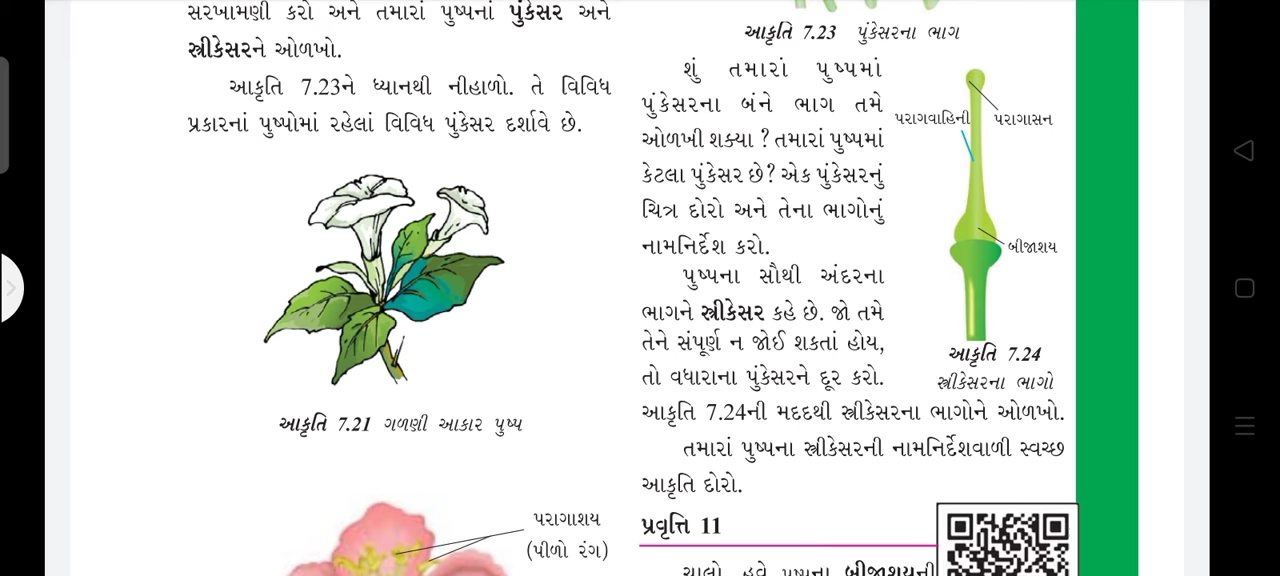 સરખામણી કરો અને તમારાં પુષ્પનાં પુંકેસર અને
સ્ત્રીકેસરને ઓળખો.
આકૃતિ 7.23ને ધ્યાનથી નીહાળો. તે વિવિધ
પ્રકારનાં પુષ્પોમાં રહેલાં વિવિધ પુંકેસર દર્શાવે છે.
આકૃતિ 7.21 ગળણી આકાર પુષ્પ
પરાગાશય
(પીળો રંગ)
આકૃતિ 7.23 પુંકેસરના ભાગ
શું તમારાં પુષ્પમાં
પુંકેસરના બંને ભાગ તમે
ઓળખી શક્યા ? તમારાં પુષ્પમાં
કેટલા પુંકેસર છે? એક પુંકેસરનું
ચિત્ર દોરો અને તેના ભાગોનું
નામનિર્દેશ કરો.
પુષ્પના સૌથી અંદરના
ભાગને સ્ત્રીકેસર કહે છે. જો તમે
તેને સંપૂર્ણ ન જોઈ શકતાં હોય,
તો વધારાના પુંકેસરને દૂર કરો.
પરાગવાહિની
પરાગાસન
બીજાશય
આકૃતિ 7.24
સ્ત્રીકેસરના ભાગો
આકૃતિ 7.24ની મદદથી સ્ત્રીકેસરના ભાગોને ઓળખો.
તમારાં પુષ્પના સ્ત્રીકેસરની નામનિર્દેશવાળી સ્વચ્છ
આકૃતિ દોરો.
પ્રવૃત્તિ 11
ચાલો, હવે પુષ્પના બીજાશયની